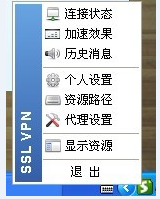 连接状态
加速效果
历史消息
个人设置
资源路径
代理设置
显示资源
退 出
SSL VPN